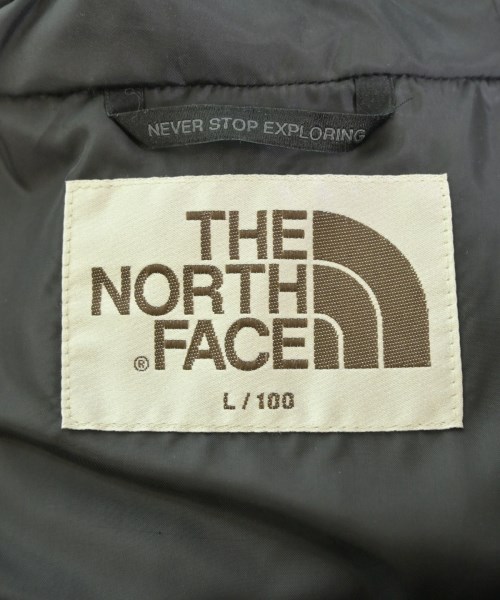 NEVER STOP EXPLORING
THE
NORTH
® FACE
L / 100